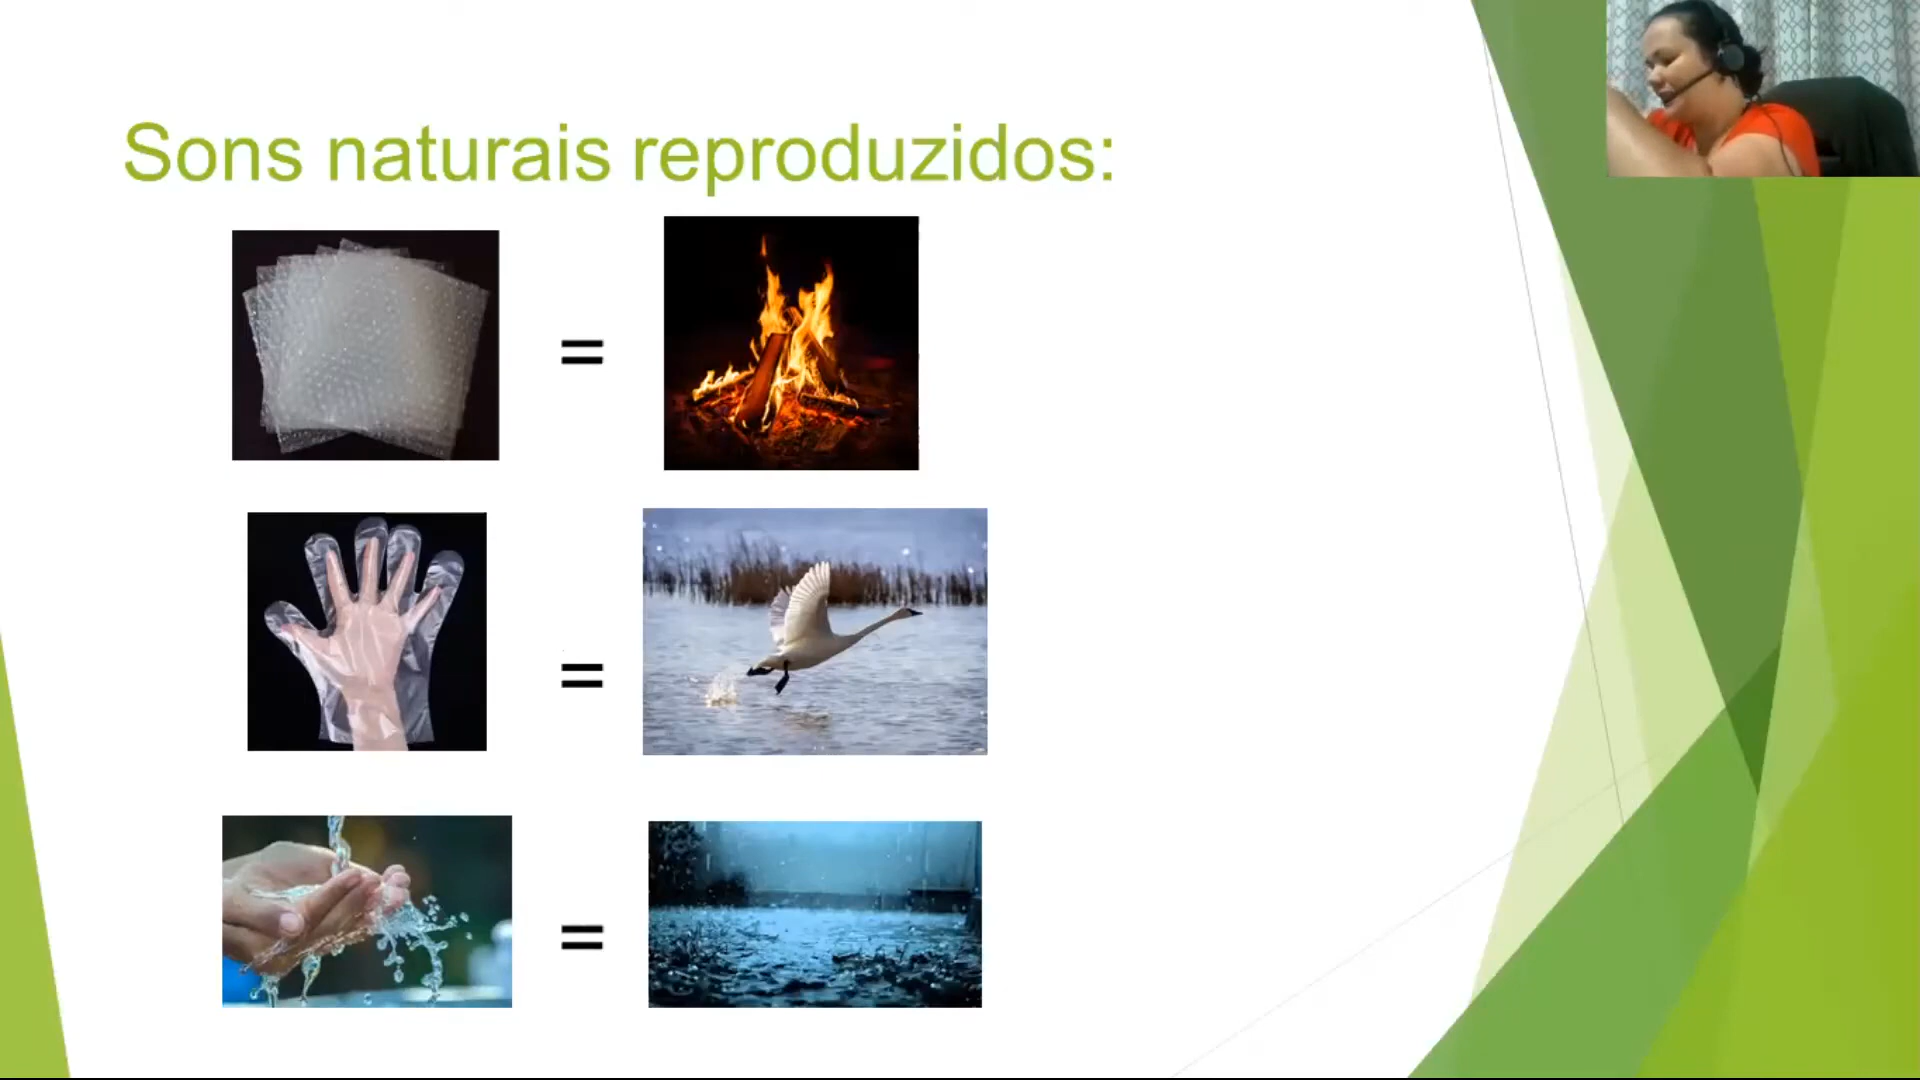 Sons naturais reproduzidos:
=
=
=